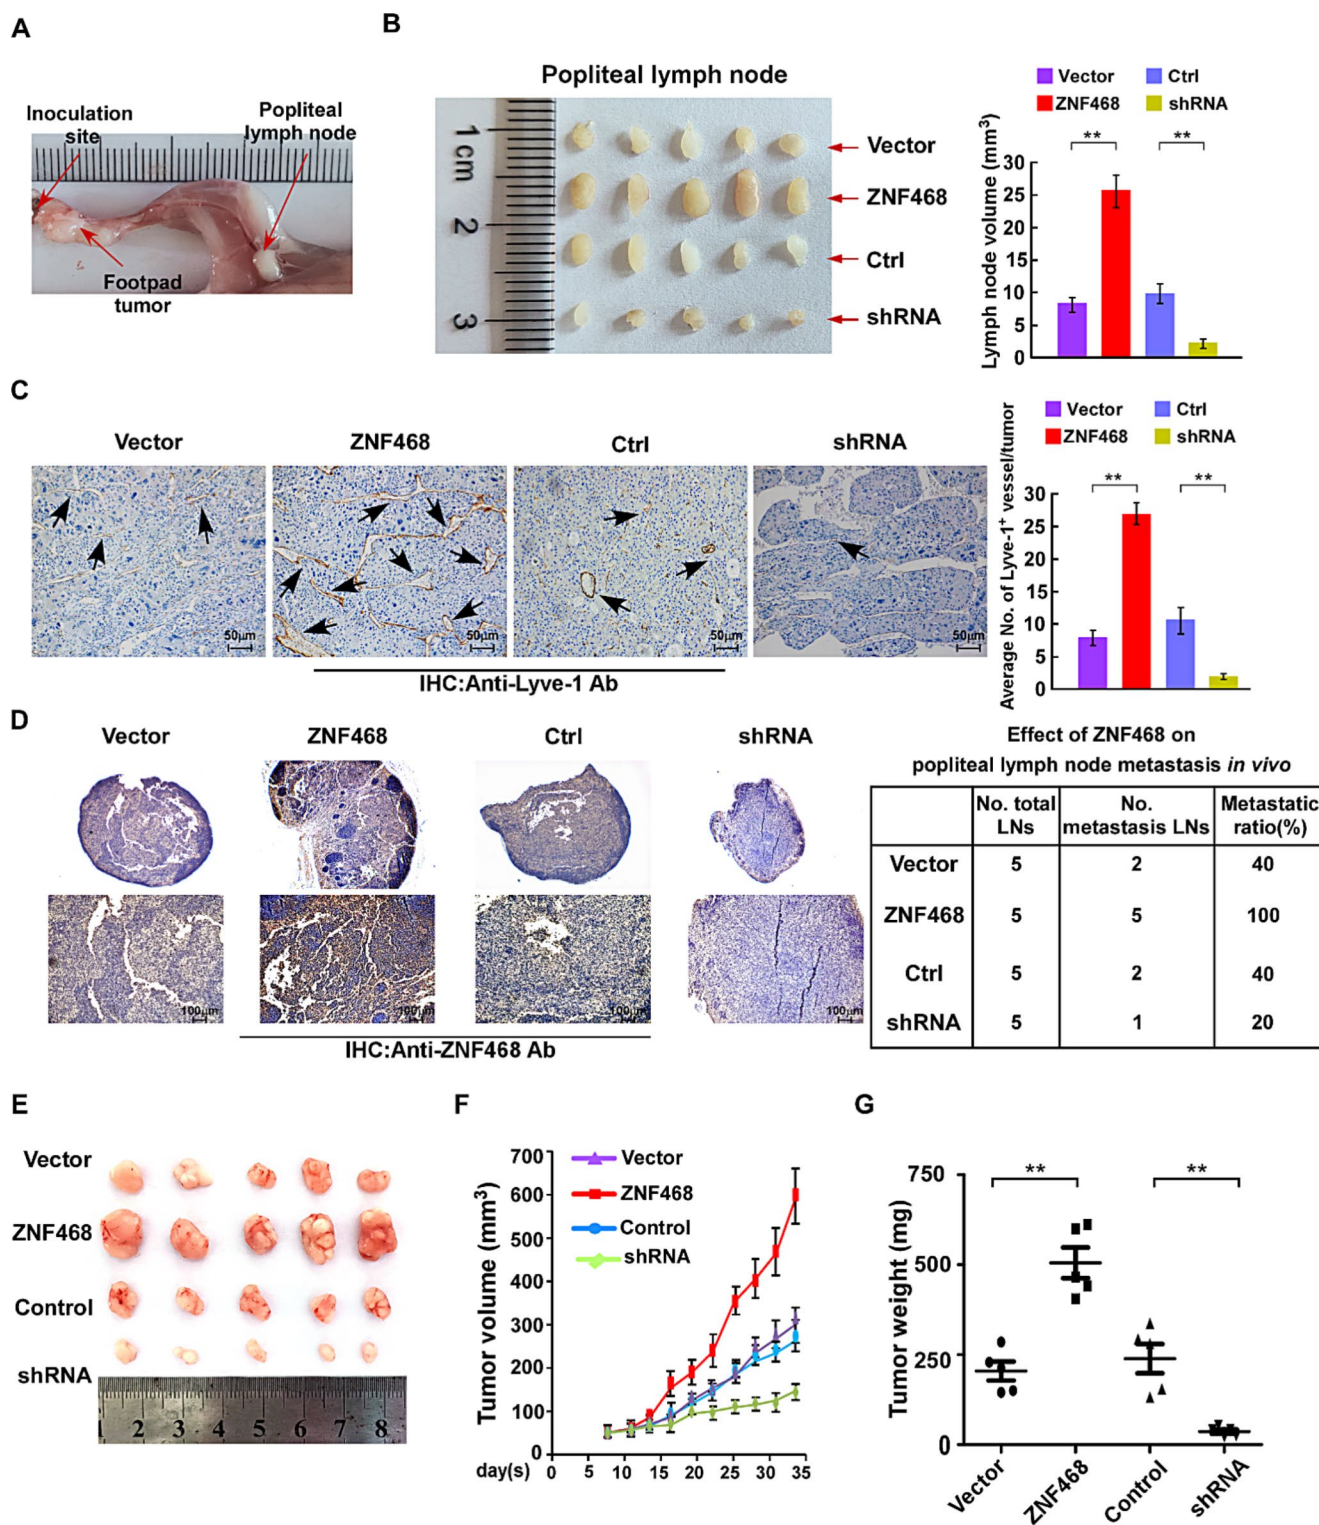 A
Inoculation
site
Popliteal
lymph node
Footpad
tumor
B
Popliteal lymph node
1 cm
2
3
Vector
ZNF468
Ctrl
shRNA
Vector
Ctrl
ZNF468
shRNA
Lymph node volume (mm³)
30
25
20
15
10
5
0
**
**
C
Vector
ZNF468
Ctrl
shRNA
50μm
50μm
50μm
50μm
IHC:Anti-Lyve-1 Ab
Vector
Ctrl
ZNF468
shRNA
Average No. of Lyve-1⁺ vessel/tumor
30
25
20
15
10
5
0
**
**
D
Vector
ZNF468
Ctrl
shRNA
100μm
100μm
100μm
100μm
IHC:Anti-ZNF468 Ab
Effect of ZNF468 on
popliteal lymph node metastasis in vivo
No. total LNs No. metastasis LNs Metastatic ratio(%)
Vector 5 2 40
ZNF468 5 5 100
Ctrl 5 2 40
shRNA 5 1 20
E
Vector
ZNF468
Control
shRNA
1 2 3 4 5 6 7 8
F
Tumor volume (mm³)
700
600
500
400
300
200
100
0
Vector
ZNF468
Control
shRNA
day(s) 0 5 10 15 20 25 30 35
G
Tumor weight (mg)
750
500
250
0
**
**
Vector
ZNF468
Control
shRNA